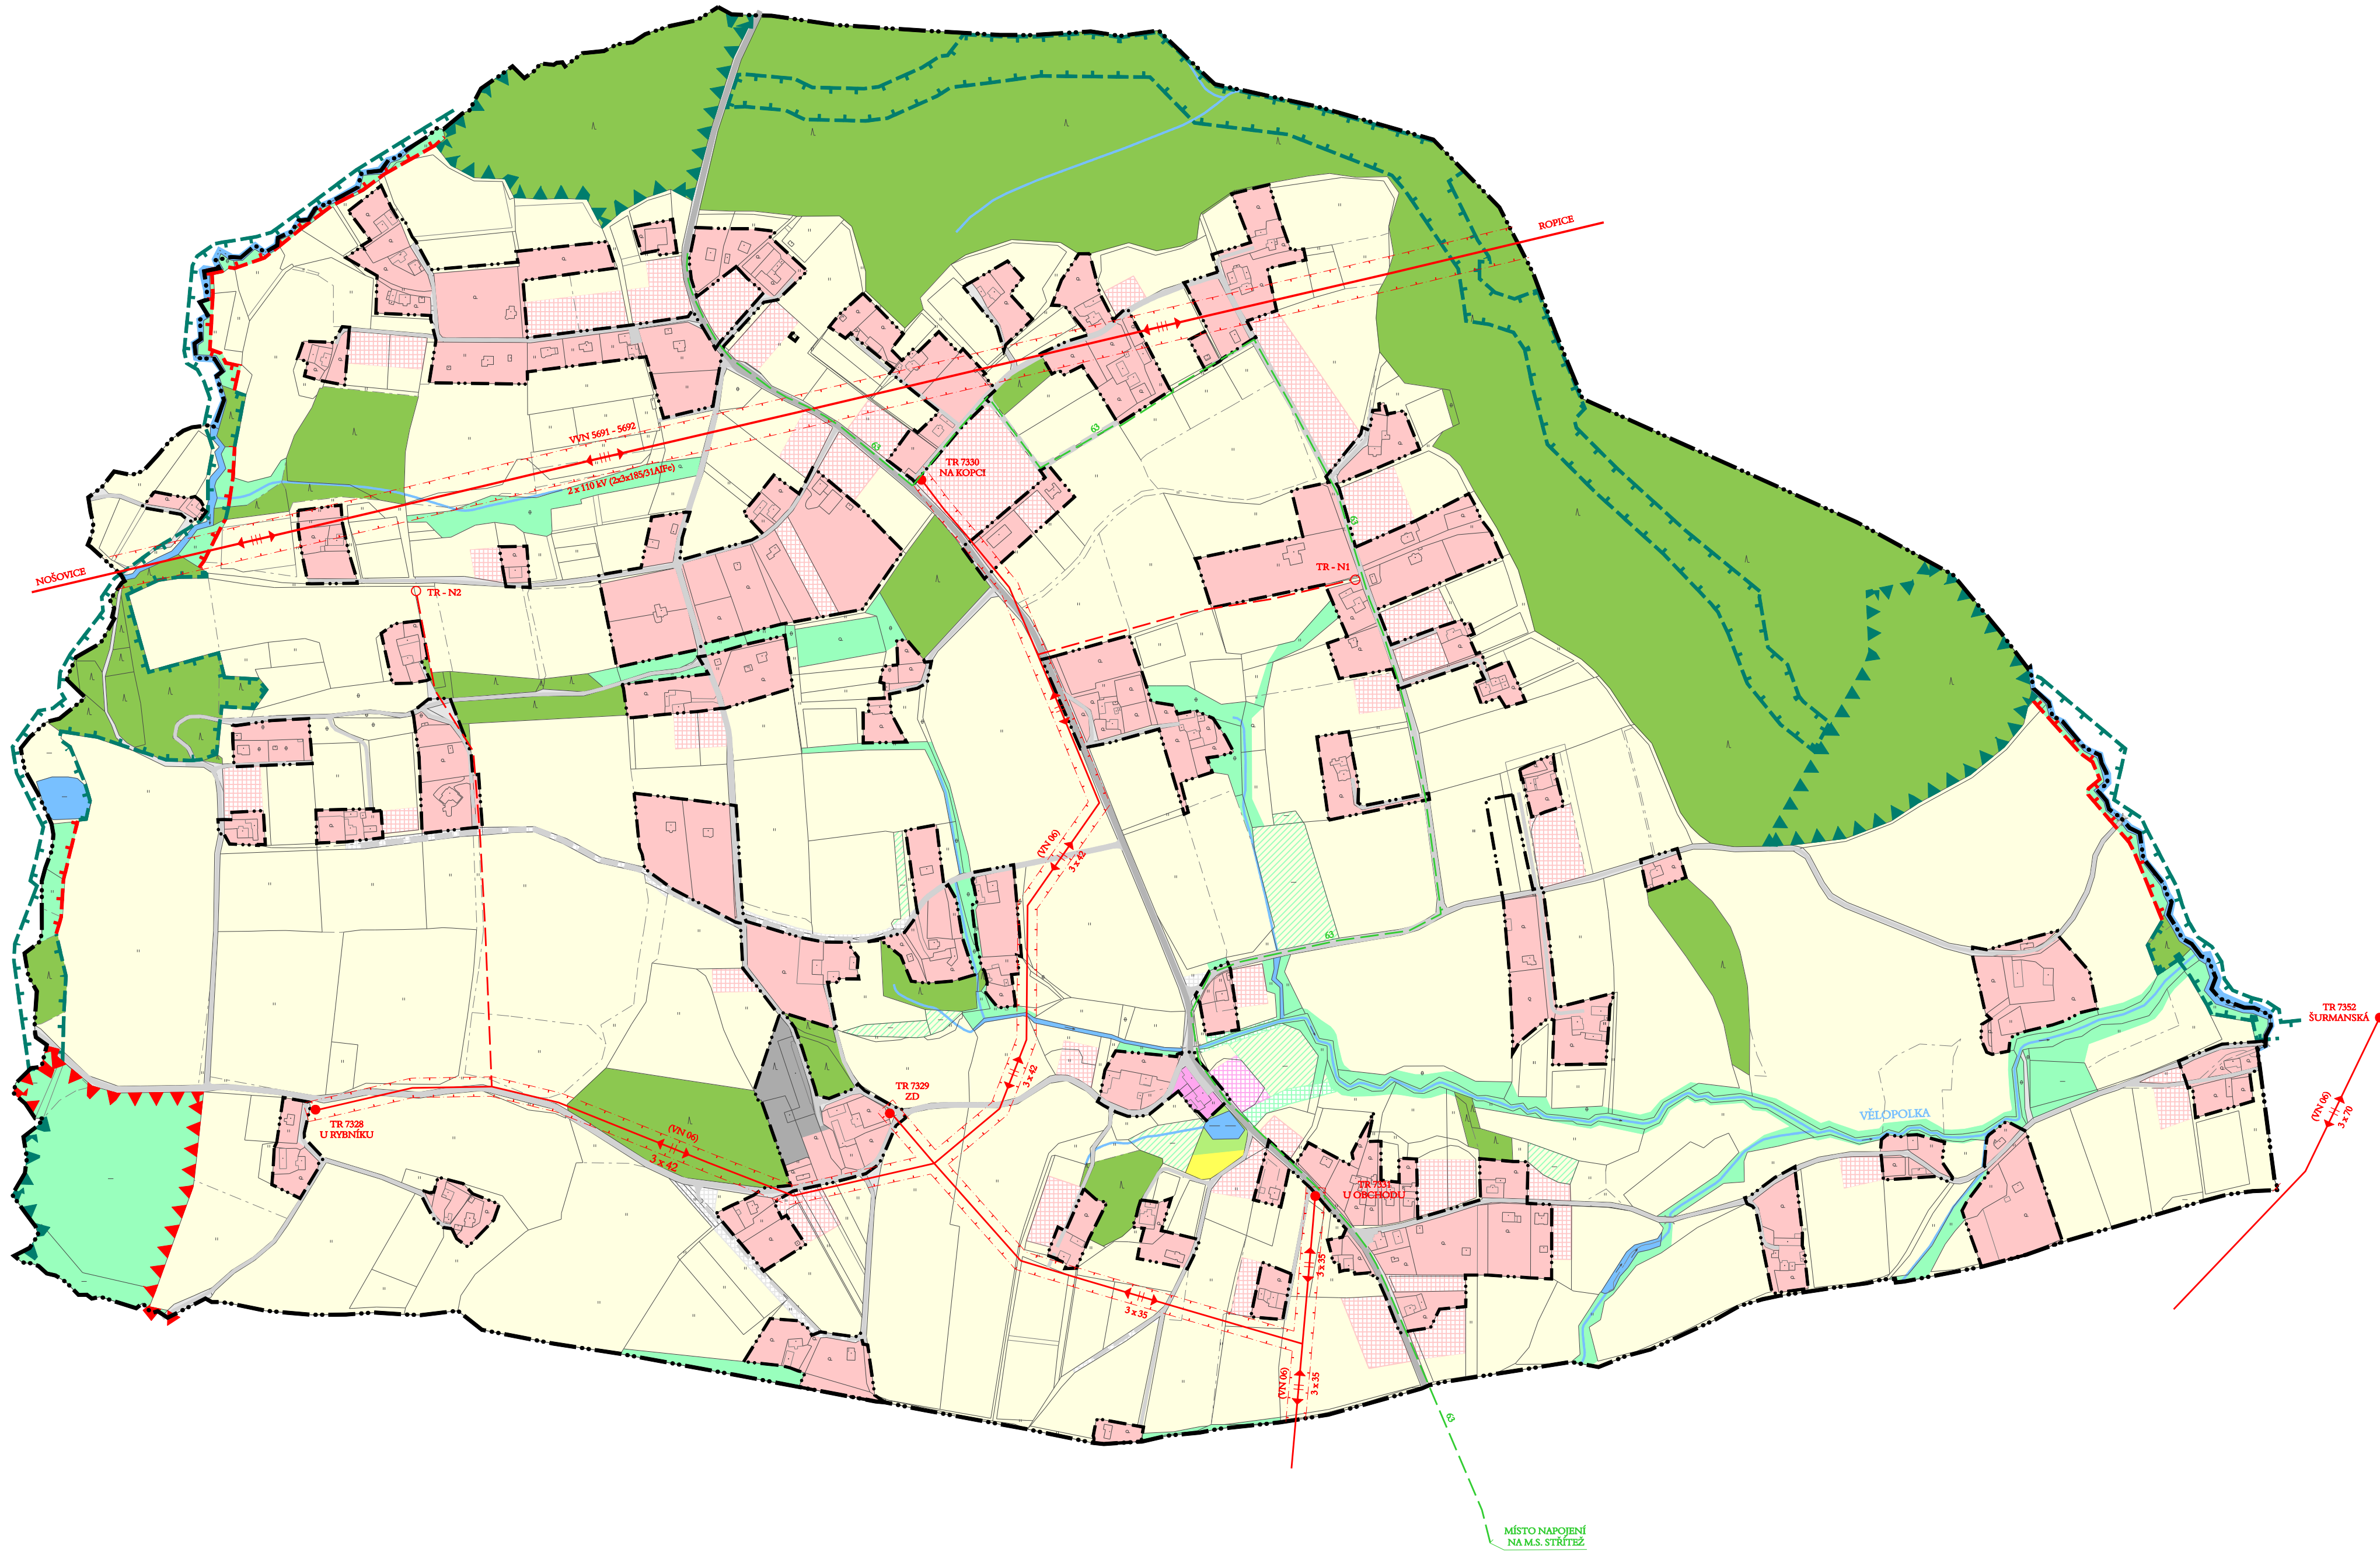 ROPICE
VVN 5691 - 5692
63
63
TR 7330
NA KOPCI
2 x 110 kV (2x3x185/31AlFe)
63
NOŠOVICE
TR - N1
TR - N2
(VN 06)
3 x 42
63
TR 7352
ŠURMANSKÁ
3 x 42
TR 7329
ZD
(VN 06)
3 x 70
VĚLOPOLKA
TR 7328
U RYBNÍKU
(VN 06)
3 x 42
TR 7331
U OBCHODU
3 x 35
3 x 35
(VN 06)
3 x 35
63
MÍSTO NAPOJENÍ
NA M.S. STŘÍTEŽ